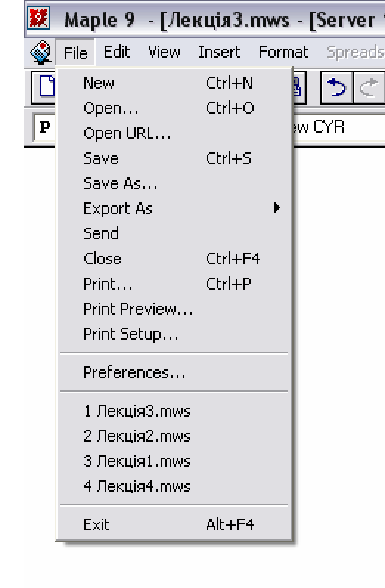 Maple 9 - [Лекція3.mws - [Server
File Edit View Insert Format Spreads
P
w CYR
New Ctrl+N
Open... Ctrl+O
Open URL...
Save Ctrl+S
Save As...
Export As
Send
Close Ctrl+F4
Print... Ctrl+P
Print Preview...
Print Setup...
Preferences...
1 Лекція3.mws
2 Лекція2.mws
3 Лекція1.mws
4 Лекція4.mws
Exit Alt+F4